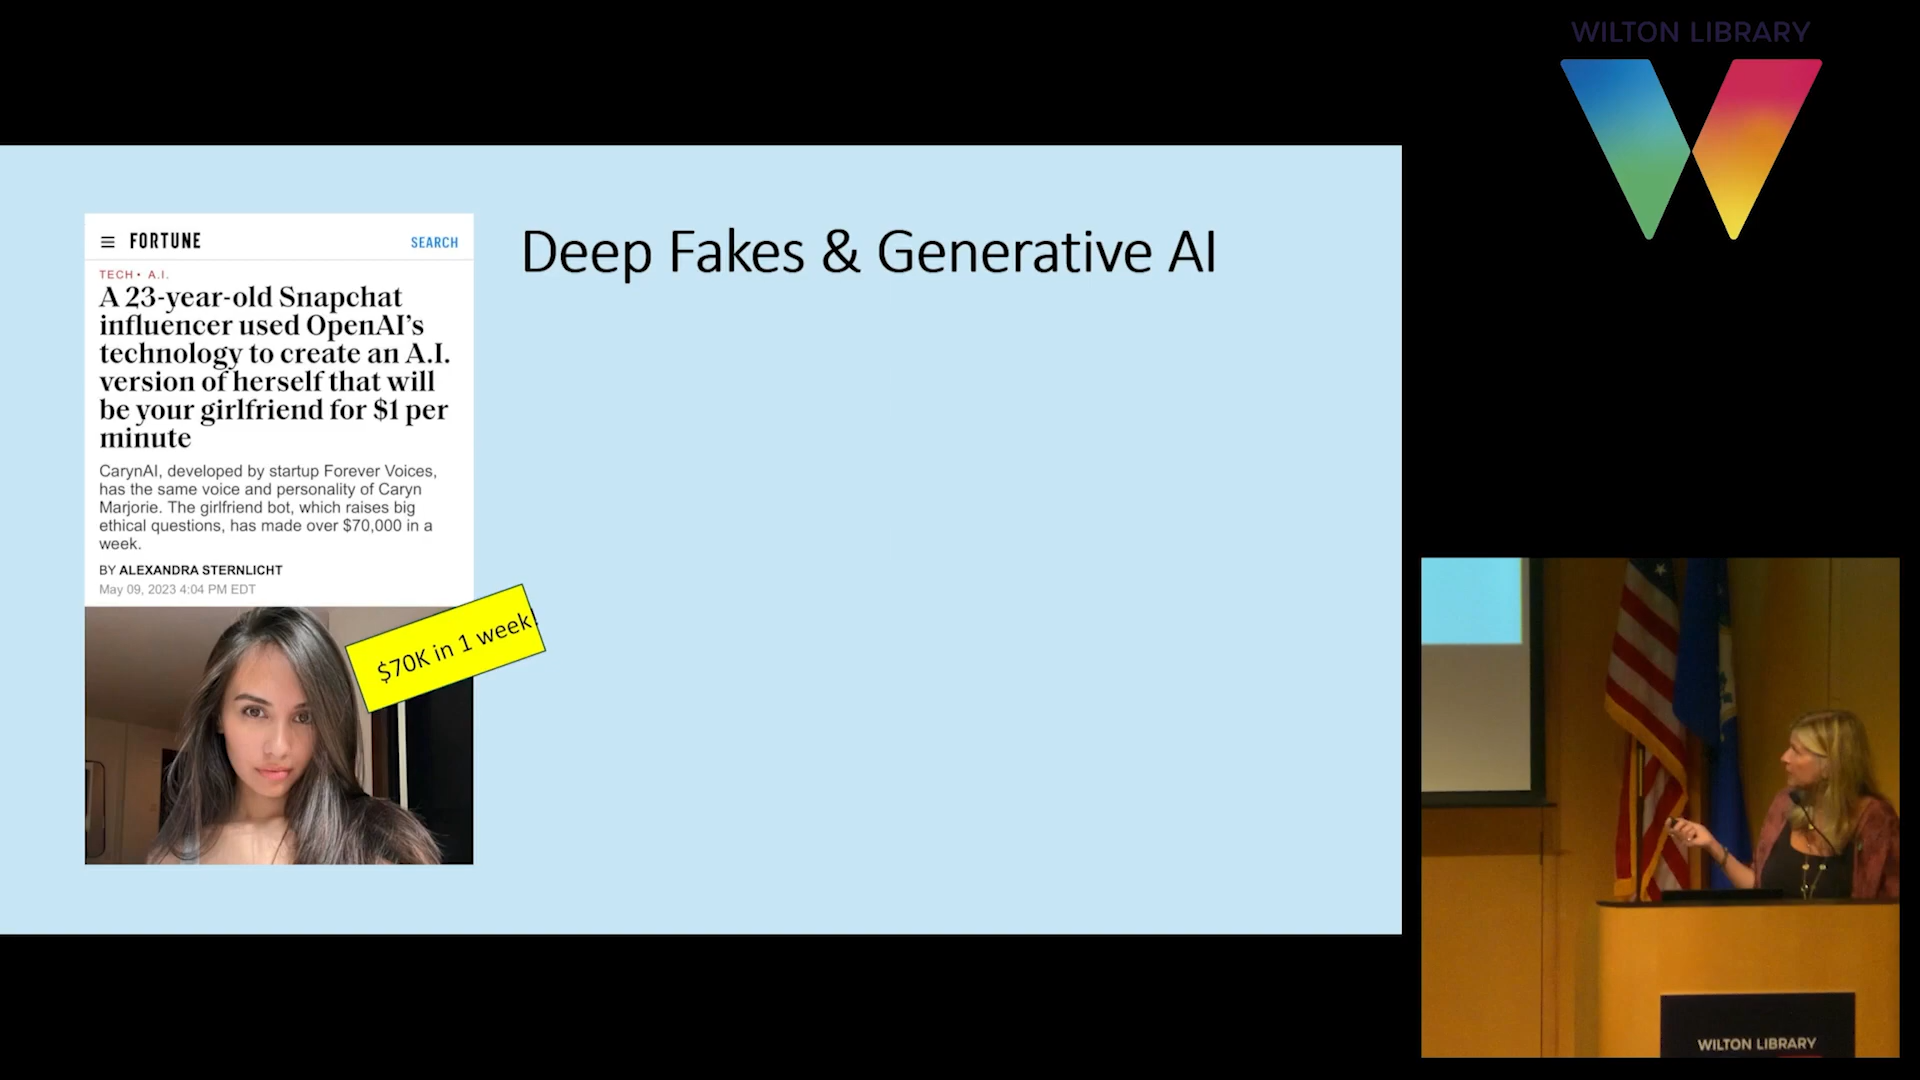 WILTON LIBRARY
Deep Fakes & Generative AI
FORTUNE
SEARCH
TECH • A.I.
A 23-year-old Snapchat
influencer used OpenAI's
technology to create an A.I.
version of herself that will
be your girlfriend for $1 per
minute
CarynAI, developed by startup Forever Voices,
has the same voice and personality of Caryn
Marjorie. The girlfriend bot, which raises big
ethical questions, has made over $70,000 in a
week.
BY ALEXANDRA STERNLICHT
May 09, 2023 4:04 PM EDT
$70K in 1 week!
WILTON LIBRARY